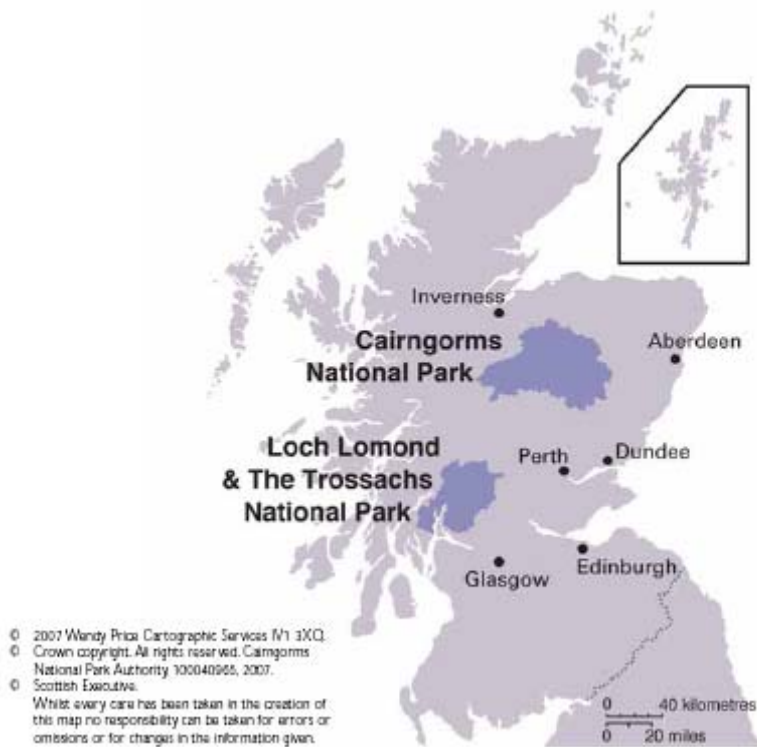 Inverness
Cairngorms
National Park
Aberdeen
Loch Lomond
& The Trossachs
National Park
Perth
Dundee
Glasgow
Edinburgh
© 2007 Wendy Price Cartographic Services IV1 3XQ.
© Crown copyright. All rights reserved. Cairngorms
National Park Authority 100040965, 2007.
© Scottish Executive.
Whilst every care has been taken in the creation of
this map no responsibility can be taken for errors or
omissions or for changes in the information given.
0 40 kilometres
0 20 miles